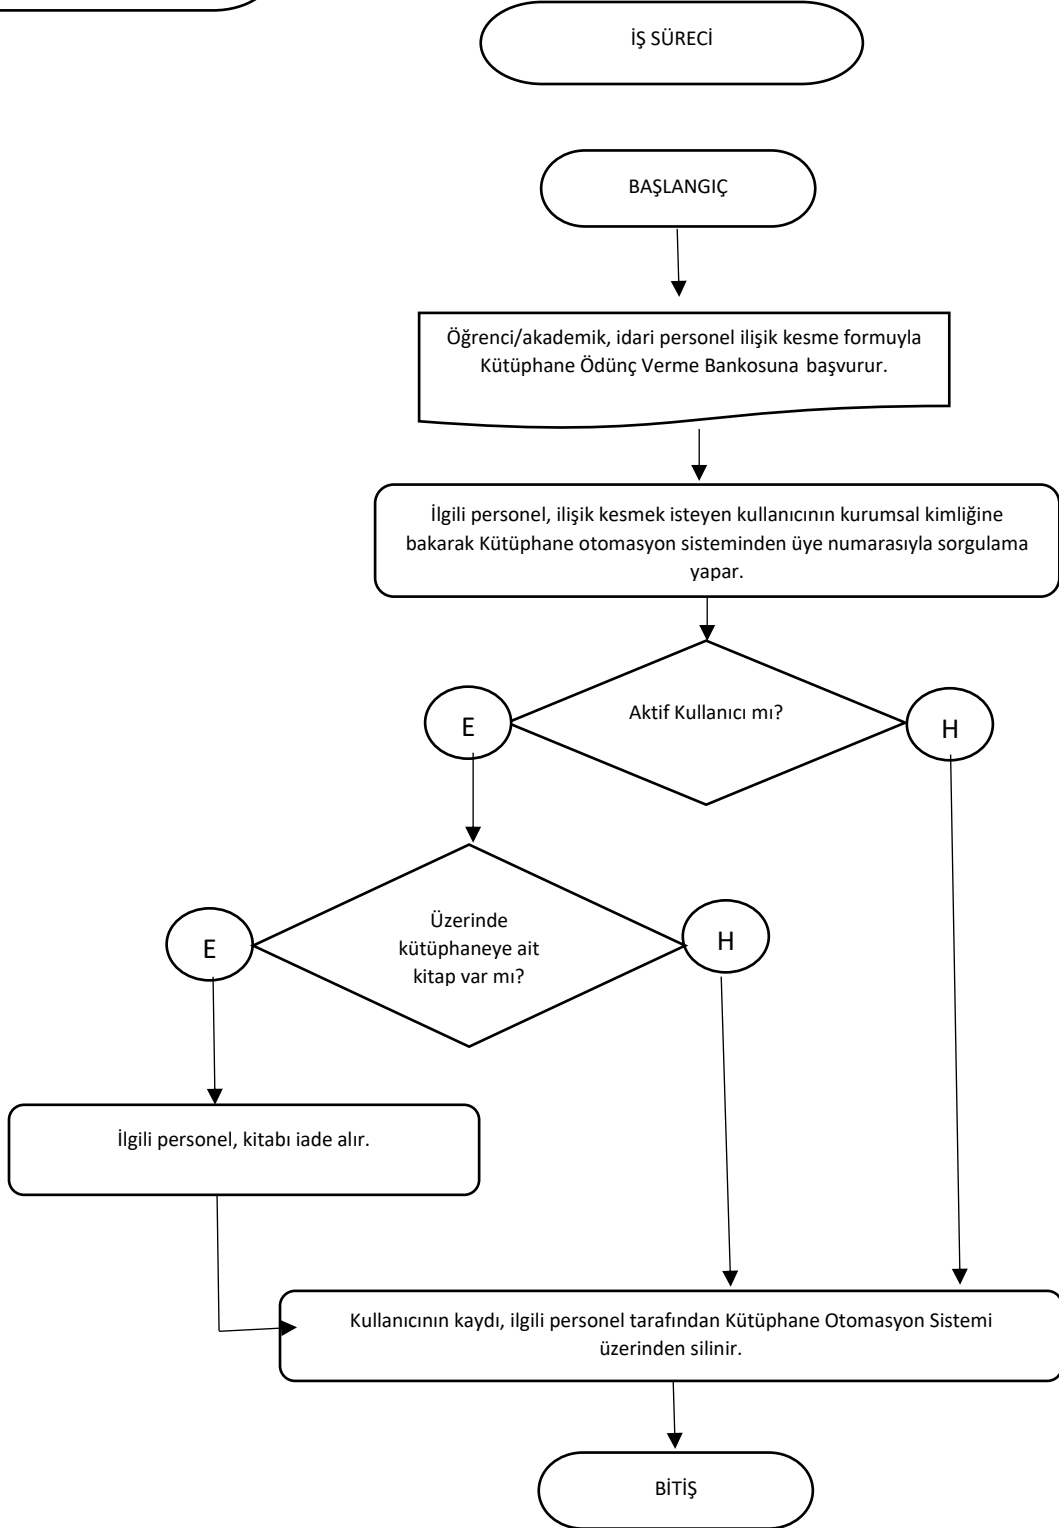 İŞ SÜRECİ
BAŞLANGIÇ
Öğrenci/akademik, idari personel ilişik kesme formuyla
Kütüphane Ödünç Verme Bankosuna başvurur.
İlgili personel, ilişik kesmek isteyen kullanıcının kurumsal kimliğine
bakarak Kütüphane otomasyon sisteminden üye numarasıyla sorgulama
yapar.
Aktif Kullanıcı mı?
E
H
Üzerinde
kütüphaneye ait
kitap var mı?
E
H
İlgili personel, kitabı iade alır.
Kullanıcının kaydı, ilgili personel tarafından Kütüphane Otomasyon Sistemi
üzerinden silinir.
BİTİŞ